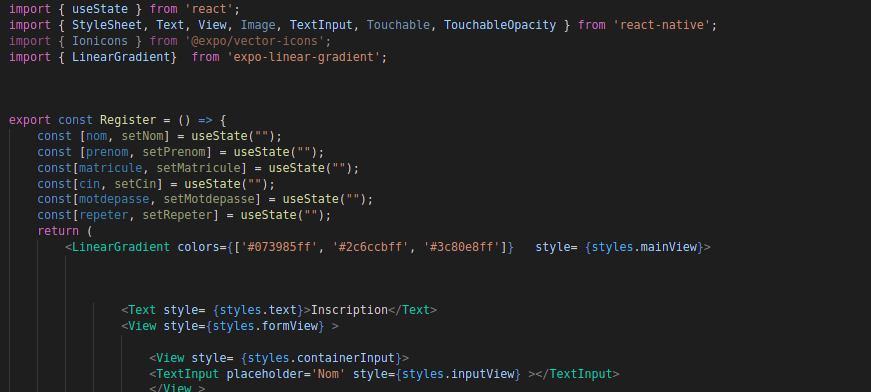 import { useState } from 'react';
import { StyleSheet, Text, View, Image, TextInput, Touchable, TouchableOpacity } from 'react-native';
import { Ionicons } from '@expo/vector-icons';
import { LinearGradient}  from 'expo-linear-gradient';
export const Register = () => {
    const [nom, setNom] = useState("");
    const [prenom, setPrenom] = useState("");
    const[matricule, setMatricule] = useState("");
    const[cin, setCin] = useState("");
    const[motdepasse, setMotdepasse] = useState("");
    const[repeter, setRepeter] = useState("");
    return (
        <LinearGradient colors={['#073985ff', '#2c6ccbff', '#3c80e8ff']}   style= {styles.mainView}>
                <Text style= {styles.text}>Inscription</Text>
                <View style={styles.formView} >
                    <View style= {styles.containerInput}>
                    <TextInput placeholder='Nom' style={styles.inputView} ></TextInput>
                    </View >